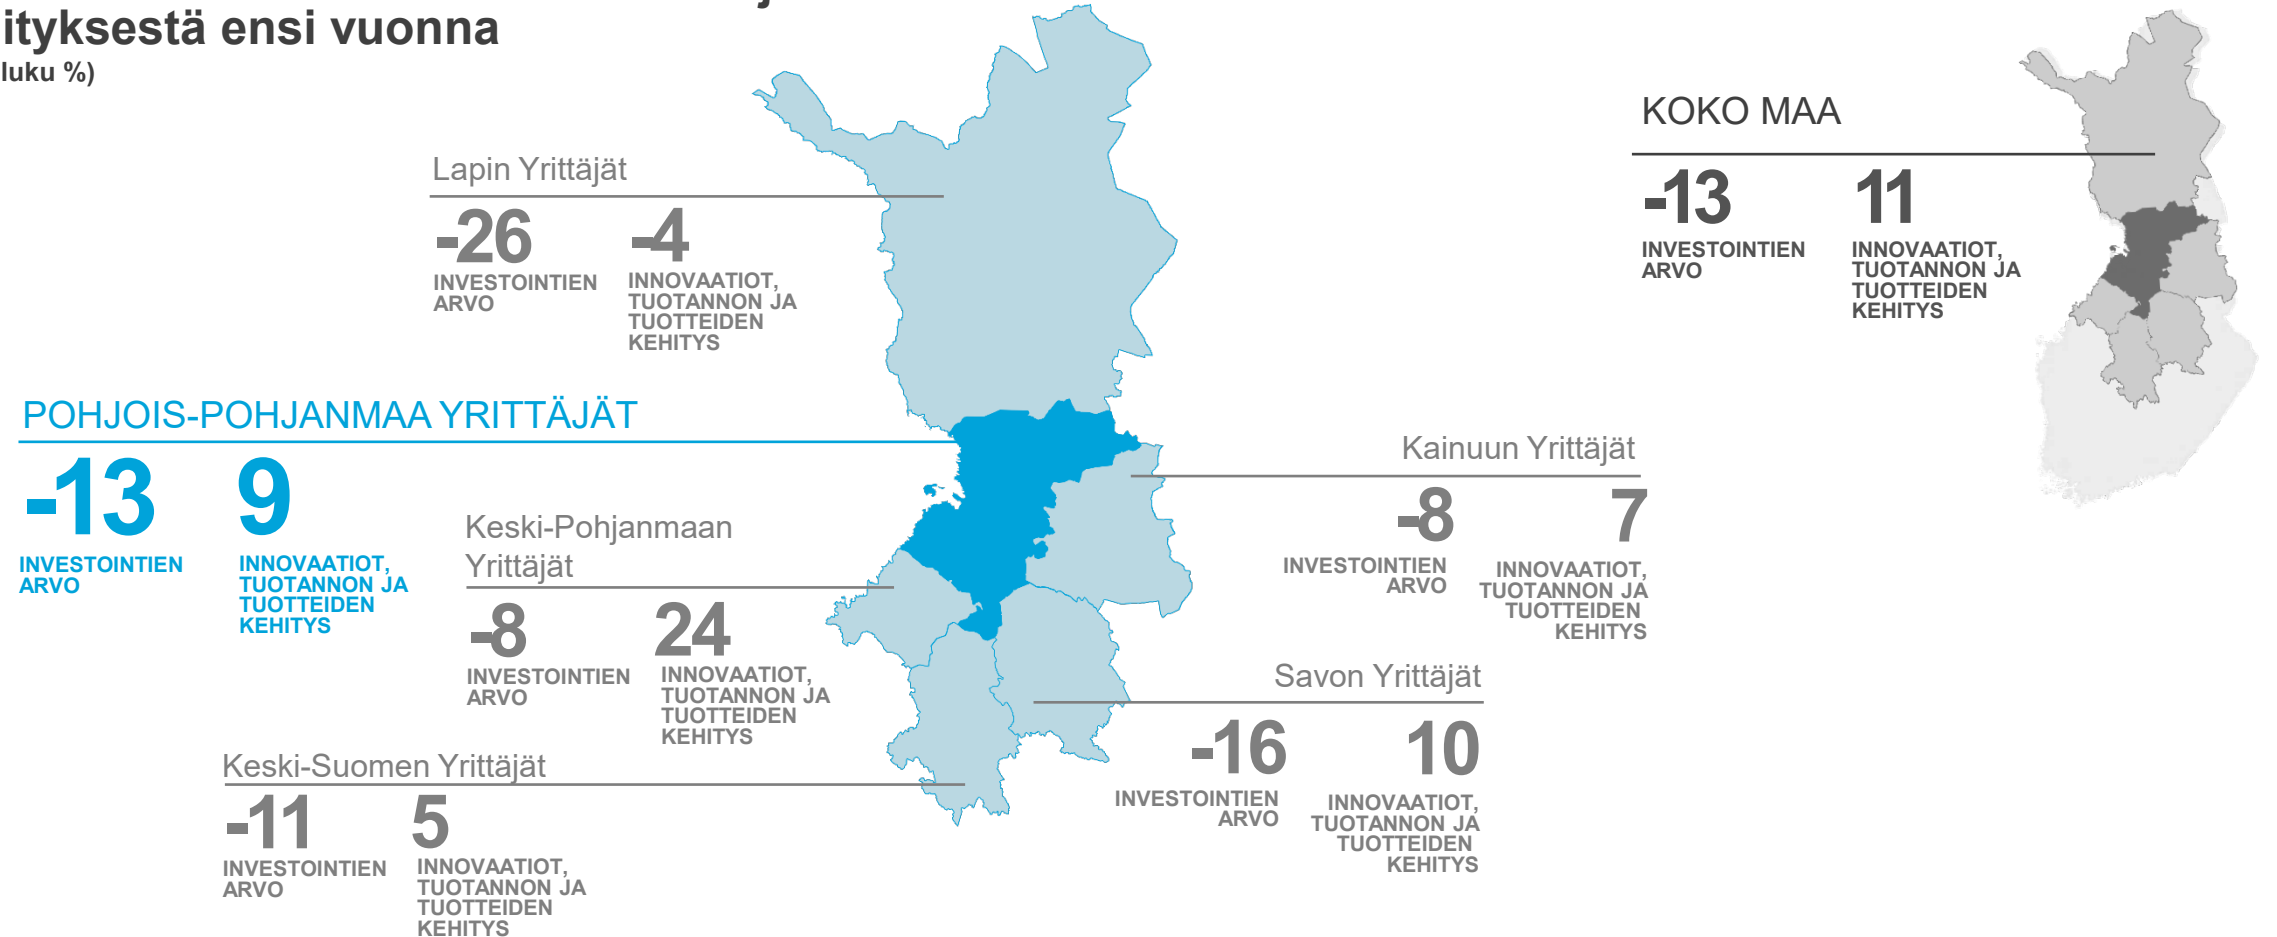 ityksestä ensi vuonna
luku %)
KOKO MAA
-13
11
INVESTOINTIEN
ARVO
INNOVAATIOT,
TUOTANNON JA
TUOTTEIDEN
KEHITYS
Lapin Yrittäjät
-26
-4
INVESTOINTIEN
ARVO
INNOVAATIOT,
TUOTANNON JA
TUOTTEIDEN
KEHITYS
POHJOIS-POHJANMAA YRITTÄJÄT
-13
9
INVESTOINTIEN
ARVO
INNOVAATIOT,
TUOTANNON JA
TUOTTEIDEN
KEHITYS
Kainuun Yrittäjät
-8
7
INVESTOINTIEN
ARVO
INNOVAATIOT,
TUOTANNON JA
TUOTTEIDEN
KEHITYS
Keski-Pohjanmaan
Yrittäjät
-8
24
INVESTOINTIEN
ARVO
INNOVAATIOT,
TUOTANNON JA
TUOTTEIDEN
KEHITYS
Savon Yrittäjät
-16
10
INVESTOINTIEN
ARVO
INNOVAATIOT,
TUOTANNON JA
TUOTTEIDEN
KEHITYS
Keski-Suomen Yrittäjät
-11
5
INVESTOINTIEN
ARVO
INNOVAATIOT,
TUOTANNON JA
TUOTTEIDEN
KEHITYS